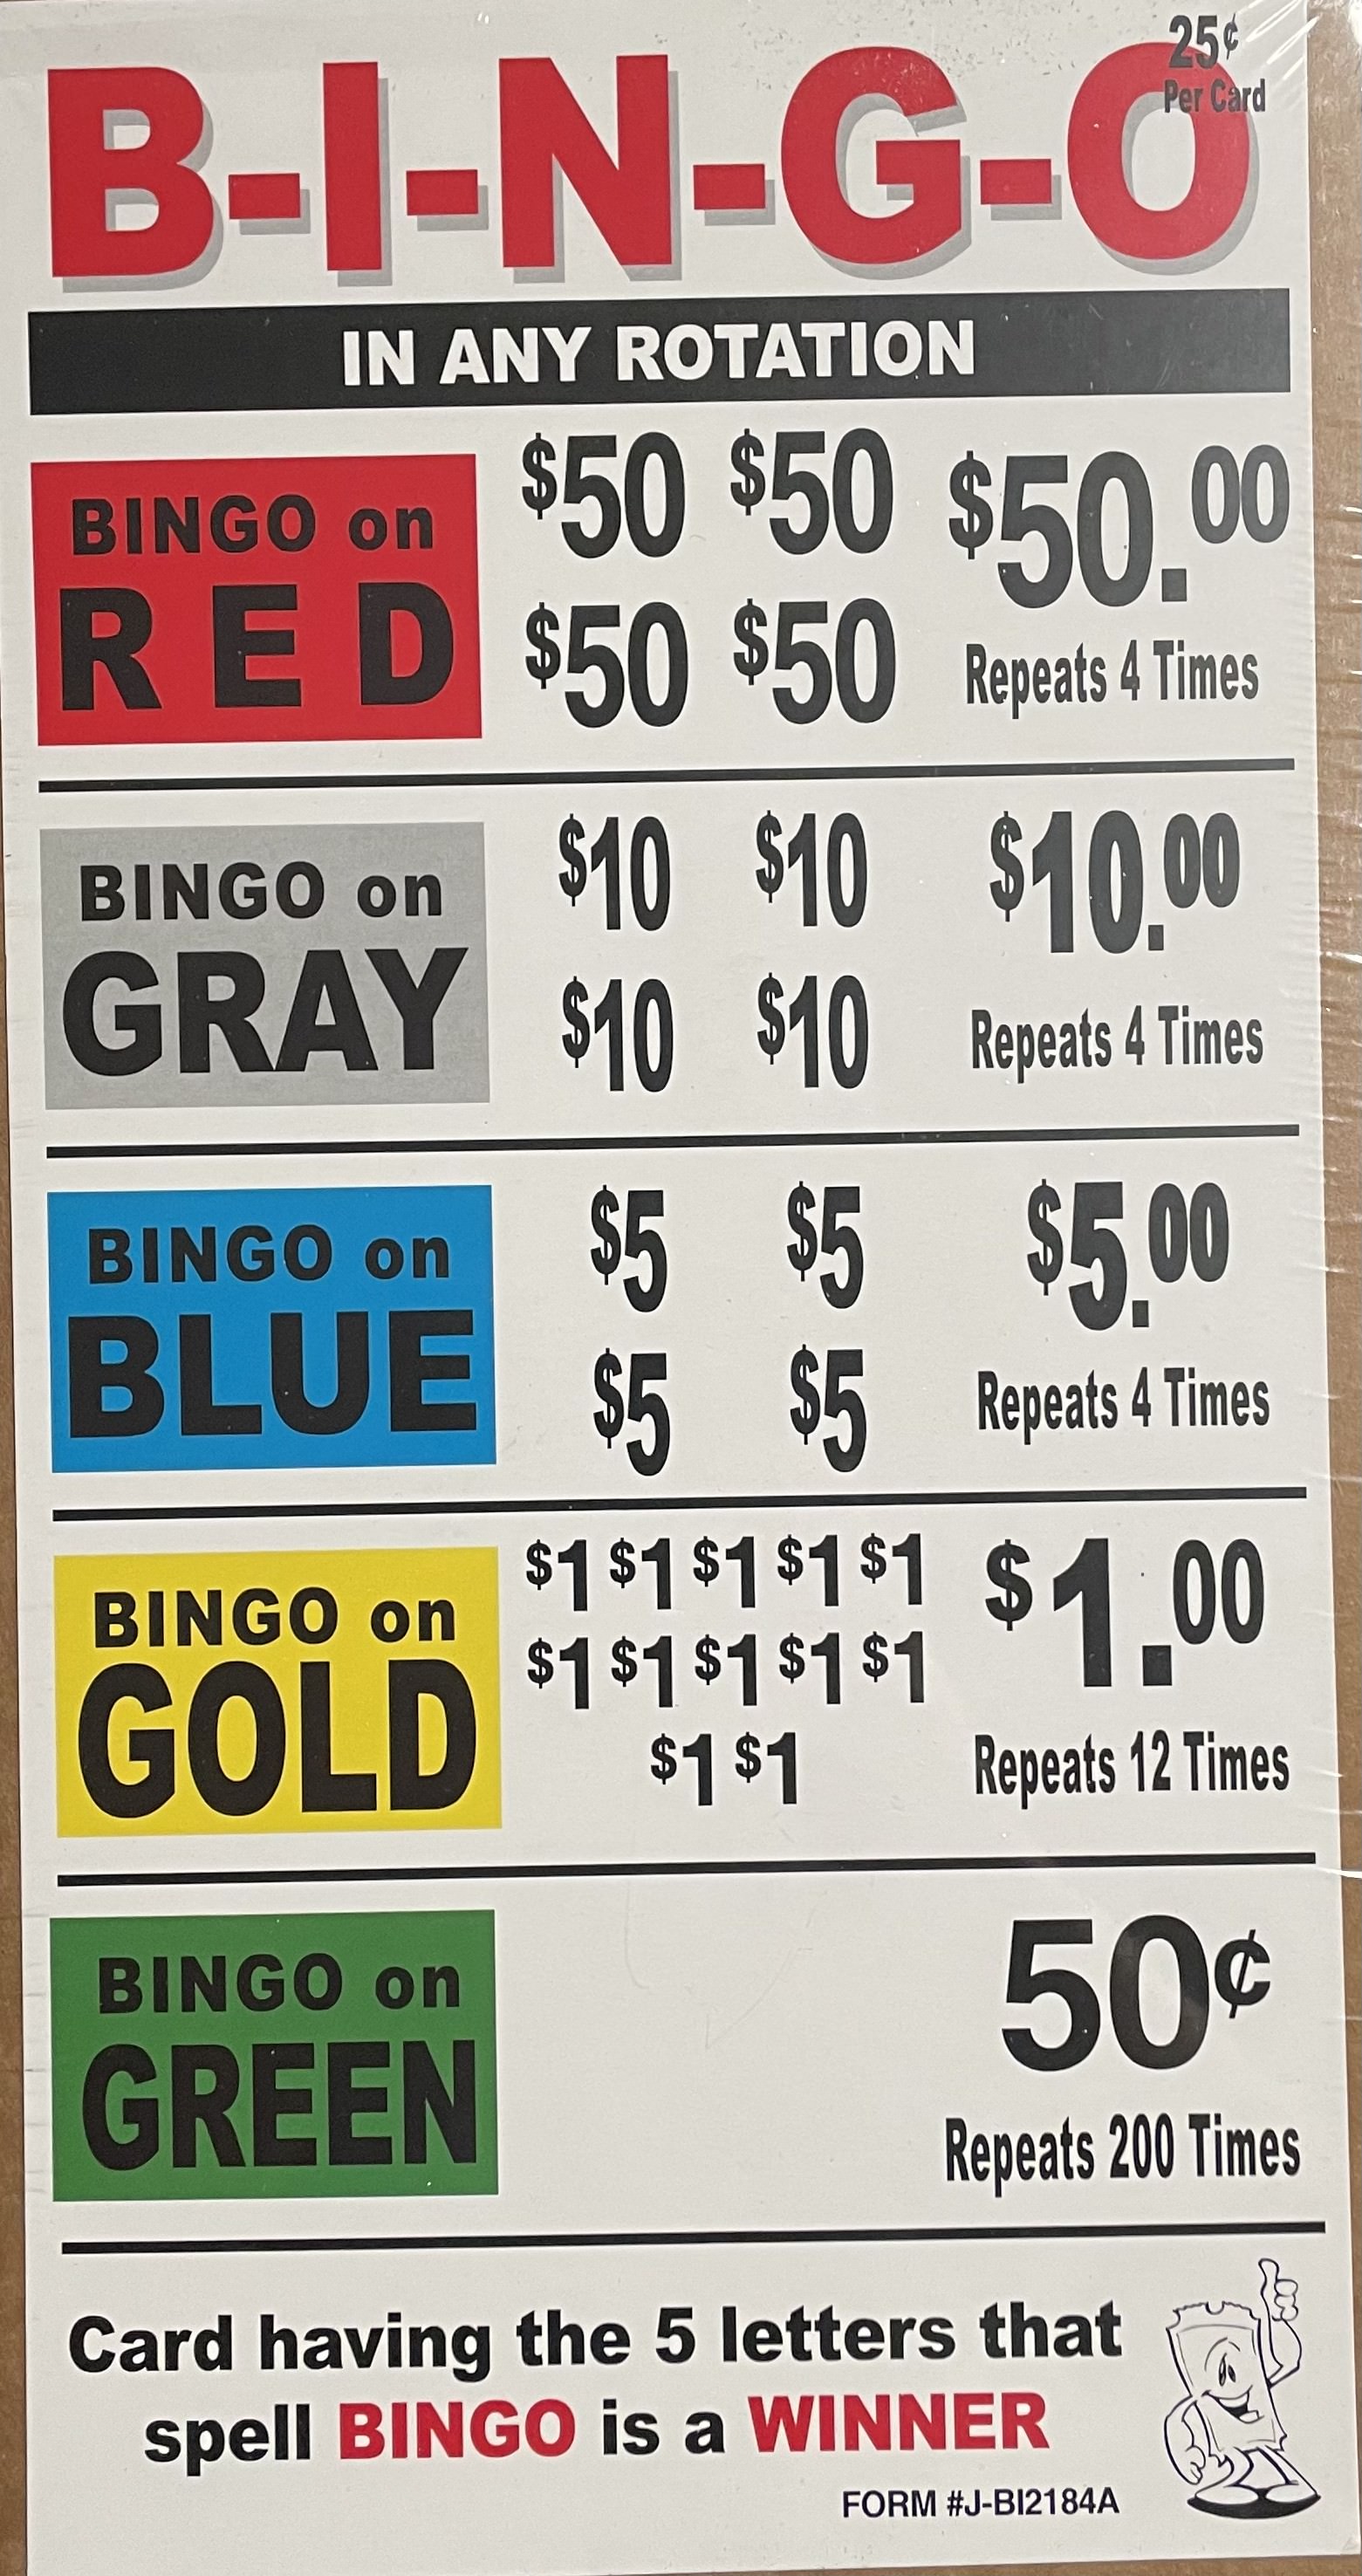 25¢
Per Card
B-I-N-G-O
IN ANY ROTATION
BINGO on
RED
$50 $50
$50 $50
$50.00
Repeats 4 Times
BINGO on
GRAY
$10 $10
$10 $10
$10.00
Repeats 4 Times
BINGO on
BLUE
$5 $5
$5 $5
$5.00
Repeats 4 Times
BINGO on
GOLD
$1 $1 $1 $1 $1
$1 $1 $1 $1 $1
$1 $1
$1.00
Repeats 12 Times
BINGO on
GREEN
50¢
Repeats 200 Times
Card having the 5 letters that
spell BINGO is a WINNER
FORM #J-BI2184A